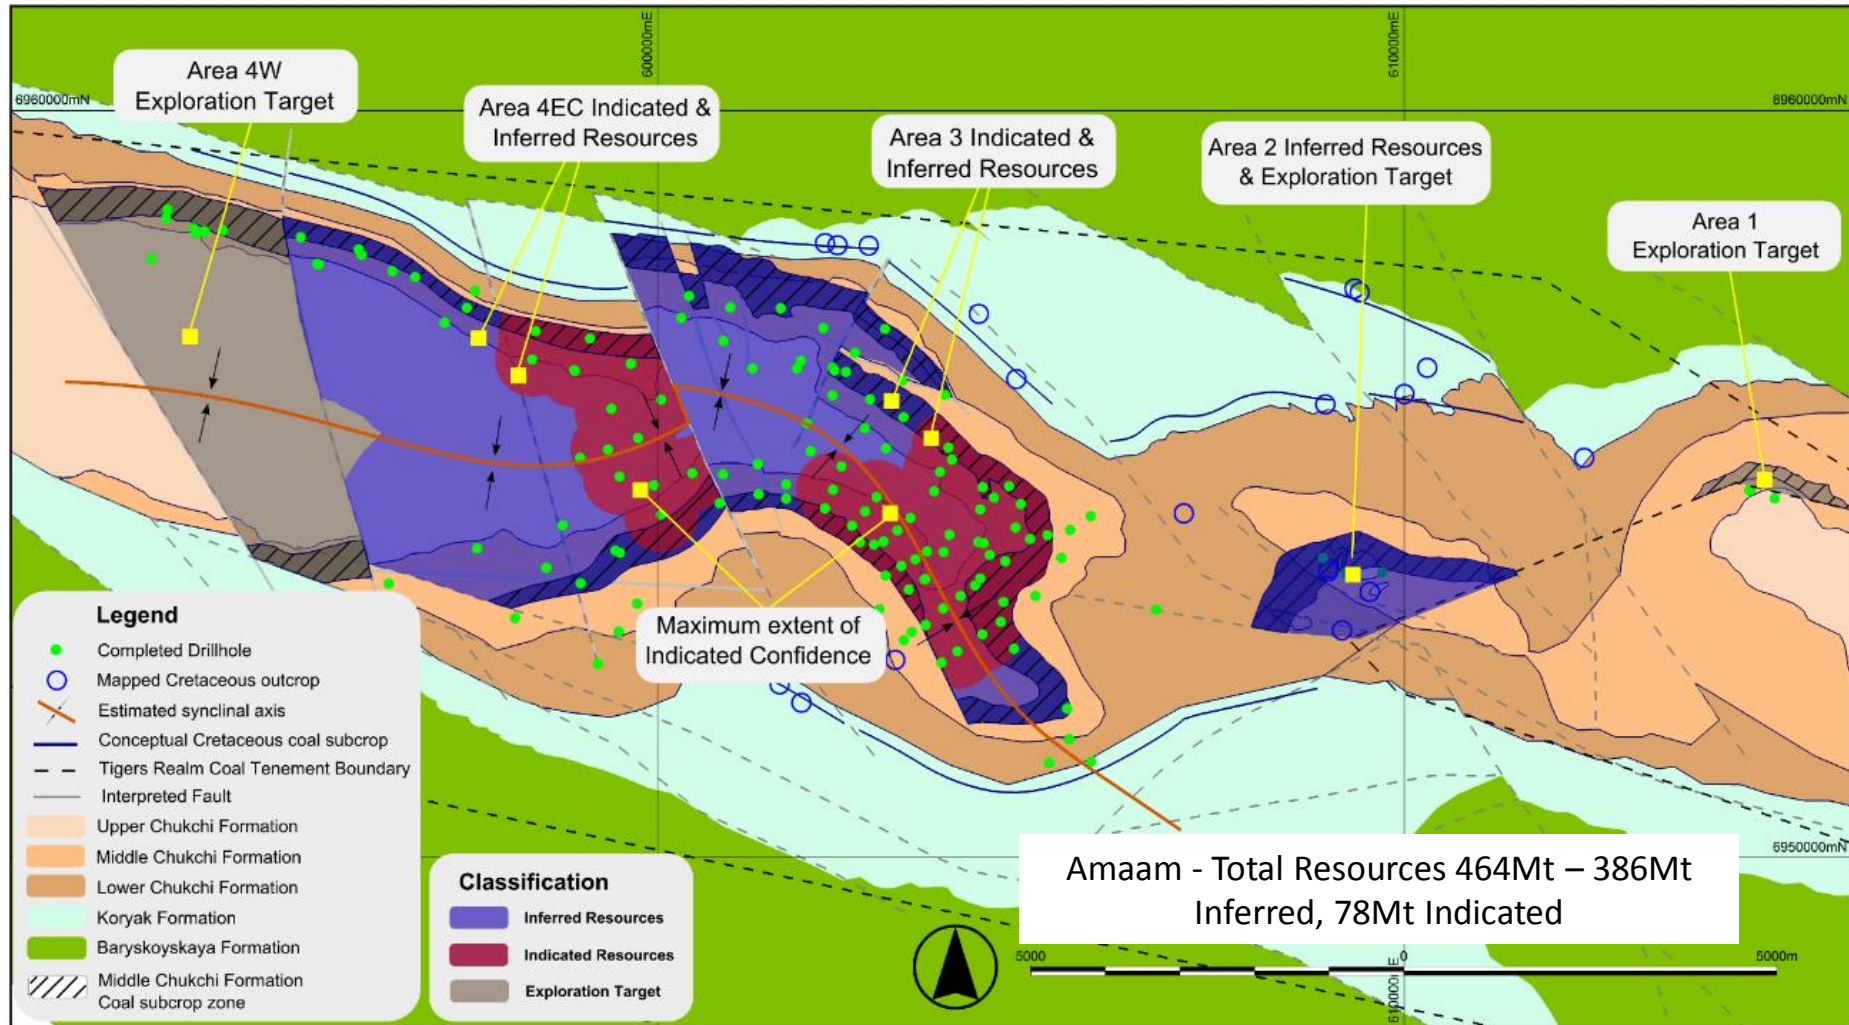 600000mE
610000mE
Area 4W
Exploration Target
6960000mN
Area 4EC Indicated &
Inferred Resources
Area 3 Indicated &
Inferred Resources
Area 2 Inferred Resources
& Exploration Target
6960000mN
Area 1
Exploration Target
Maximum extent of
Indicated Confidence
Legend
Completed Drillhole
Mapped Cretaceous outcrop
Estimated synclinal axis
Conceptual Cretaceous coal subcrop
Tigers Realm Coal Tenement Boundary
Interpreted Fault
Upper Chukchi Formation
Middle Chukchi Formation
Lower Chukchi Formation
Koryak Formation
Baryskoyskaya Formation
Middle Chukchi Formation
Coal subcrop zone
Classification
Inferred Resources
Indicated Resources
Exploration Target
6950000mN
Amaam - Total Resources 464Mt – 386Mt
Inferred, 78Mt Indicated
5000
0
5000m